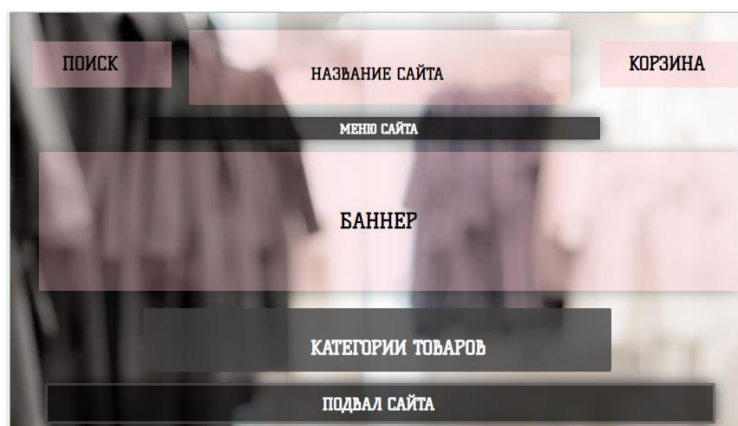 ПОИСК
НАЗВАНИЕ САЙТА
КОРЗИНА
МЕНЮ САЙТА
БАННЕР
КАТЕГОРИИ ТОВАРОВ
ПОДВАЛ САЙТА